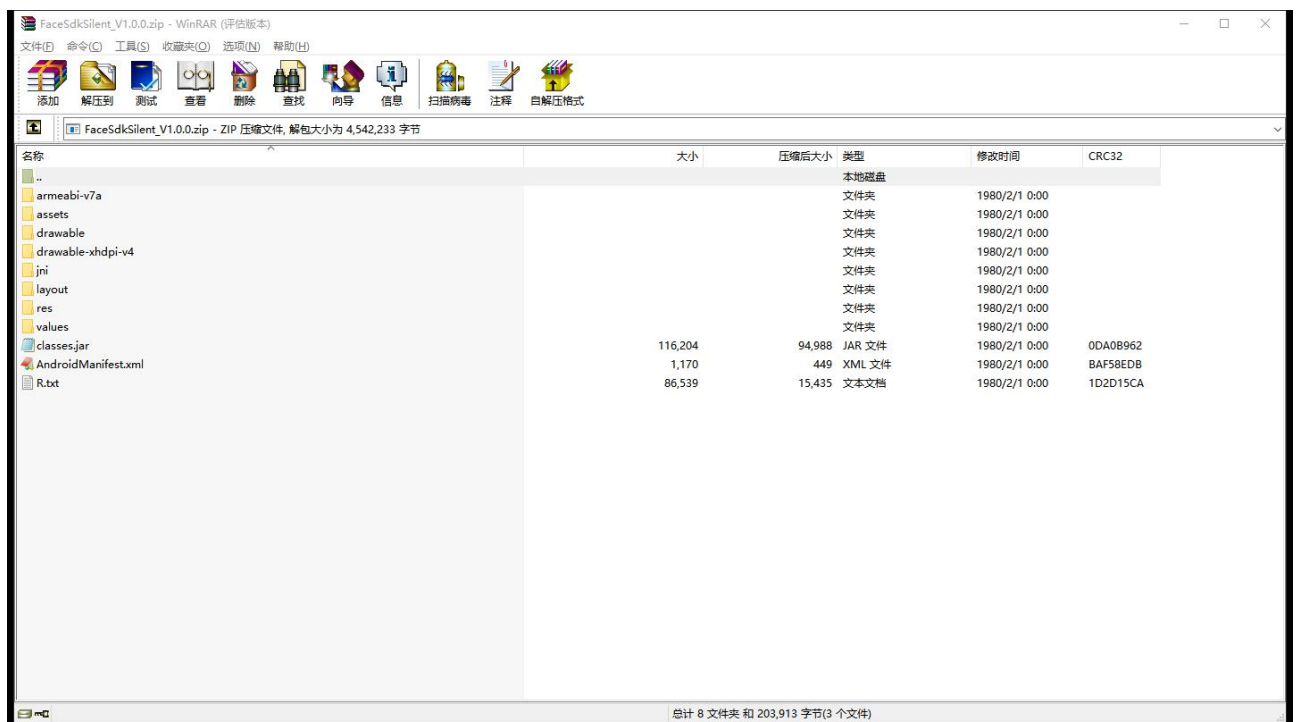 FaceSdkSilent_V1.0.0.zip - WinRAR (评估版本)
文件(F) 命令(C) 工具(S) 收藏夹(O) 选项(N) 帮助(H)
添加 解压到 测试 查看 删除 查找 向导 信息 扫描病毒 注释 自解压格式
FaceSdkSilent_V1.0.0.zip - ZIP 压缩文件, 解包大小为 4,542,233 字节
名称 大小 压缩后大小 类型 修改时间 CRC32
.. 本地磁盘
armeabi-v7a 文件夹 1980/2/1 0:00
assets 文件夹 1980/2/1 0:00
drawable 文件夹 1980/2/1 0:00
drawable-xhdpi-v4 文件夹 1980/2/1 0:00
jni 文件夹 1980/2/1 0:00
layout 文件夹 1980/2/1 0:00
res 文件夹 1980/2/1 0:00
values 文件夹 1980/2/1 0:00
classes.jar 116,204 94,988 JAR 文件 1980/2/1 0:00 0DA0B962
AndroidManifest.xml 1,170 449 XML 文件 1980/2/1 0:00 BAF58EDB
R.txt 86,539 15,435 文本文档 1980/2/1 0:00 1D2D15CA
总计 8 文件夹 和 203,913 字节(3 个文件)